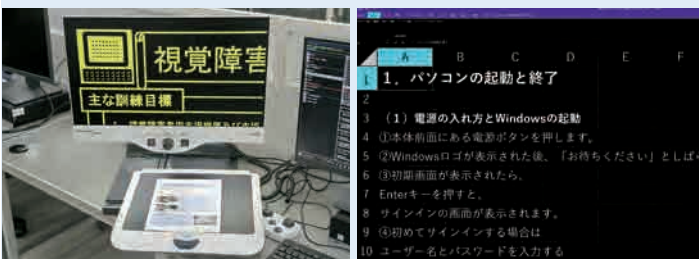 視覚障害
主な訓練目標
A B C D E F
1 1. パソコンの起動と終了
2
3 (1)電源の入れ方とWindowsの起動
4 ①本体前面にある電源ボタンを押します。
5 ②Windowsロゴが表示された後、「お待ちください」としば
6 ③初期画面が表示されたら、
7 Enterキーを押すと、
8 サインインの画面が表示されます。
9 ④初めてサインインする場合は
10 ユーザー名とパスワードを入力する